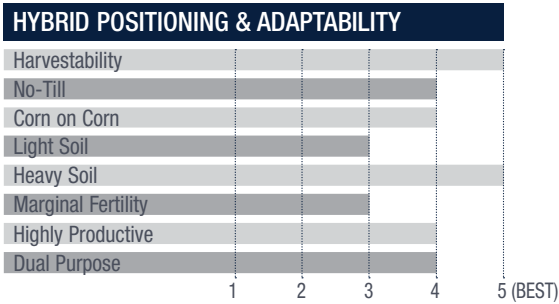 HYBRID POSITIONING & ADAPTABILITY
Harvestability
No-Till
Corn on Corn
Light Soil
Heavy Soil
Marginal Fertility
Highly Productive
Dual Purpose
1 2 3 4 5 (BEST)